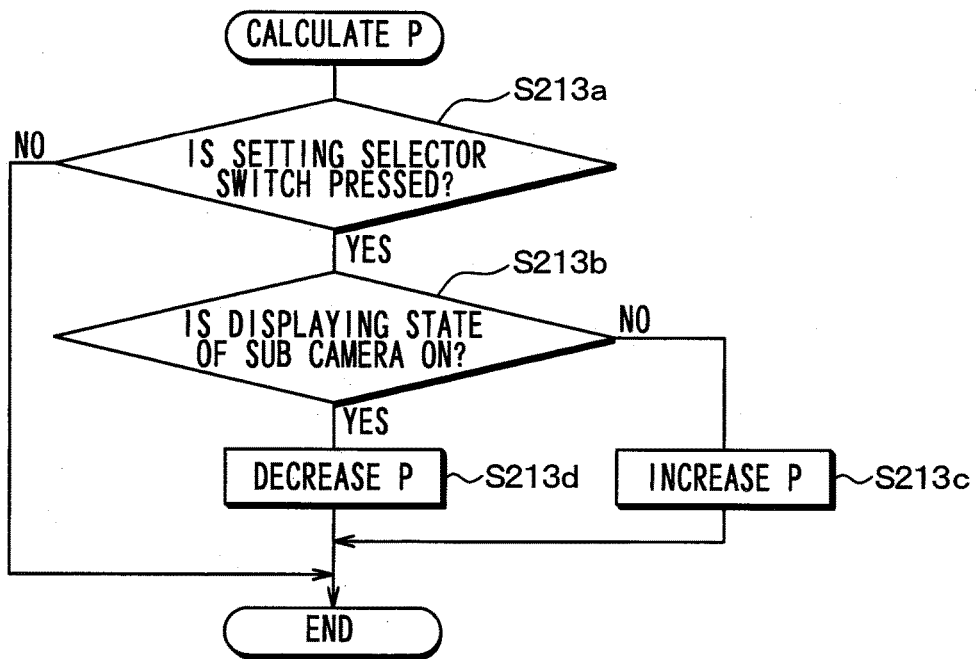 CALCULATE P
S213a
NO
IS SETTING SELECTOR
SWITCH PRESSED?
YES
S213b
IS DISPLAYING STATE
OF SUB CAMERA ON?
NO
YES
DECREASE P
S213d
INCREASE P
S213c
END